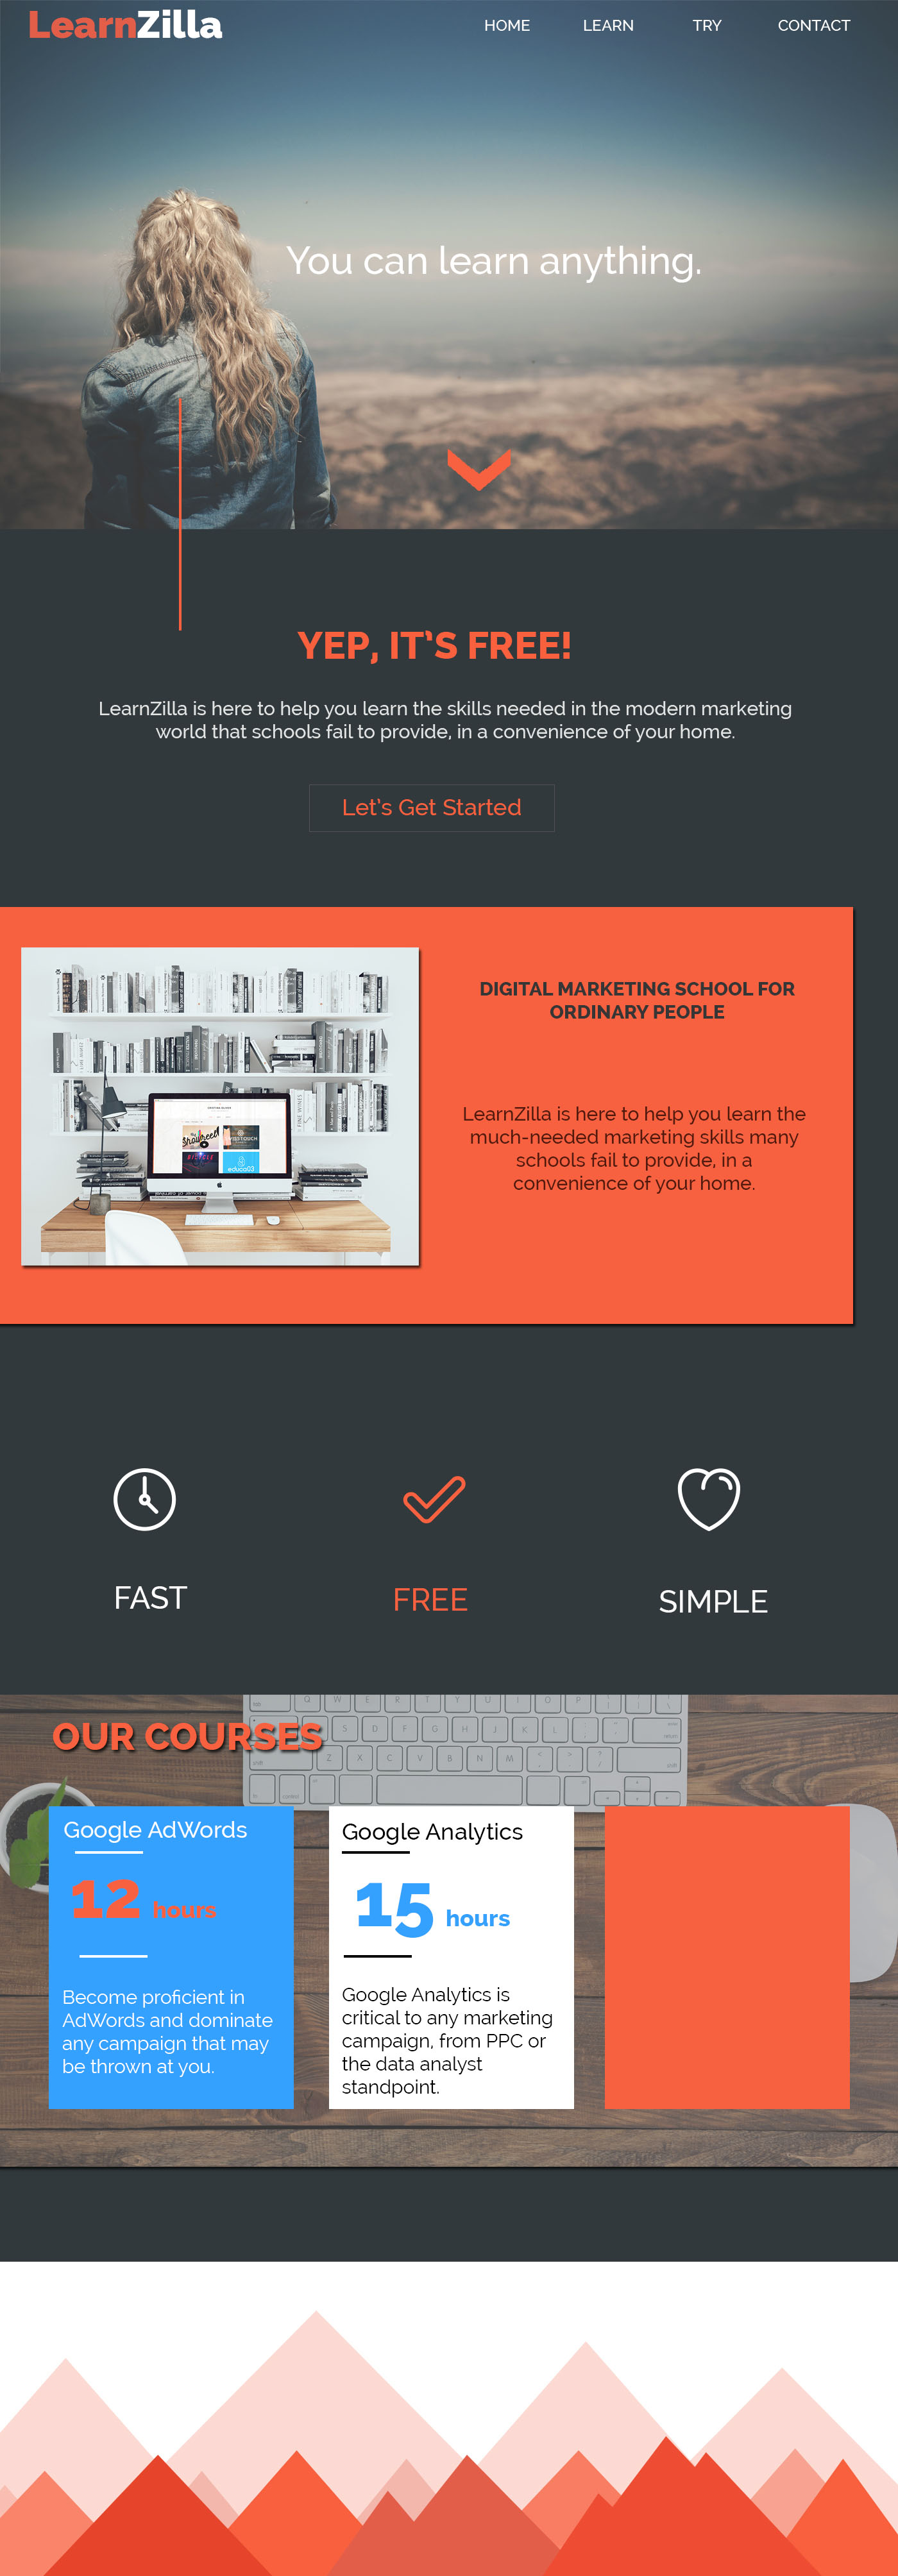 LearnZilla
HOME LEARN TRY CONTACT
You can learn anything.
YEP, IT'S FREE!
LearnZilla is here to help you learn the skills needed in the modern marketing
world that schools fail to provide, in a convenience of your home.
Let's Get Started
DIGITAL MARKETING SCHOOL FOR
ORDINARY PEOPLE
LearnZilla is here to help you learn the
much-needed marketing skills many
schools fail to provide, in a
convenience of your home.
FAST
FREE
SIMPLE
OUR COURSES
Google AdWords
12 hours
Become proficient in
AdWords and dominate
any campaign that may
be thrown at you.
Google Analytics
15 hours
Google Analytics is
critical to any marketing
campaign, from PPC or
the data analyst
standpoint.